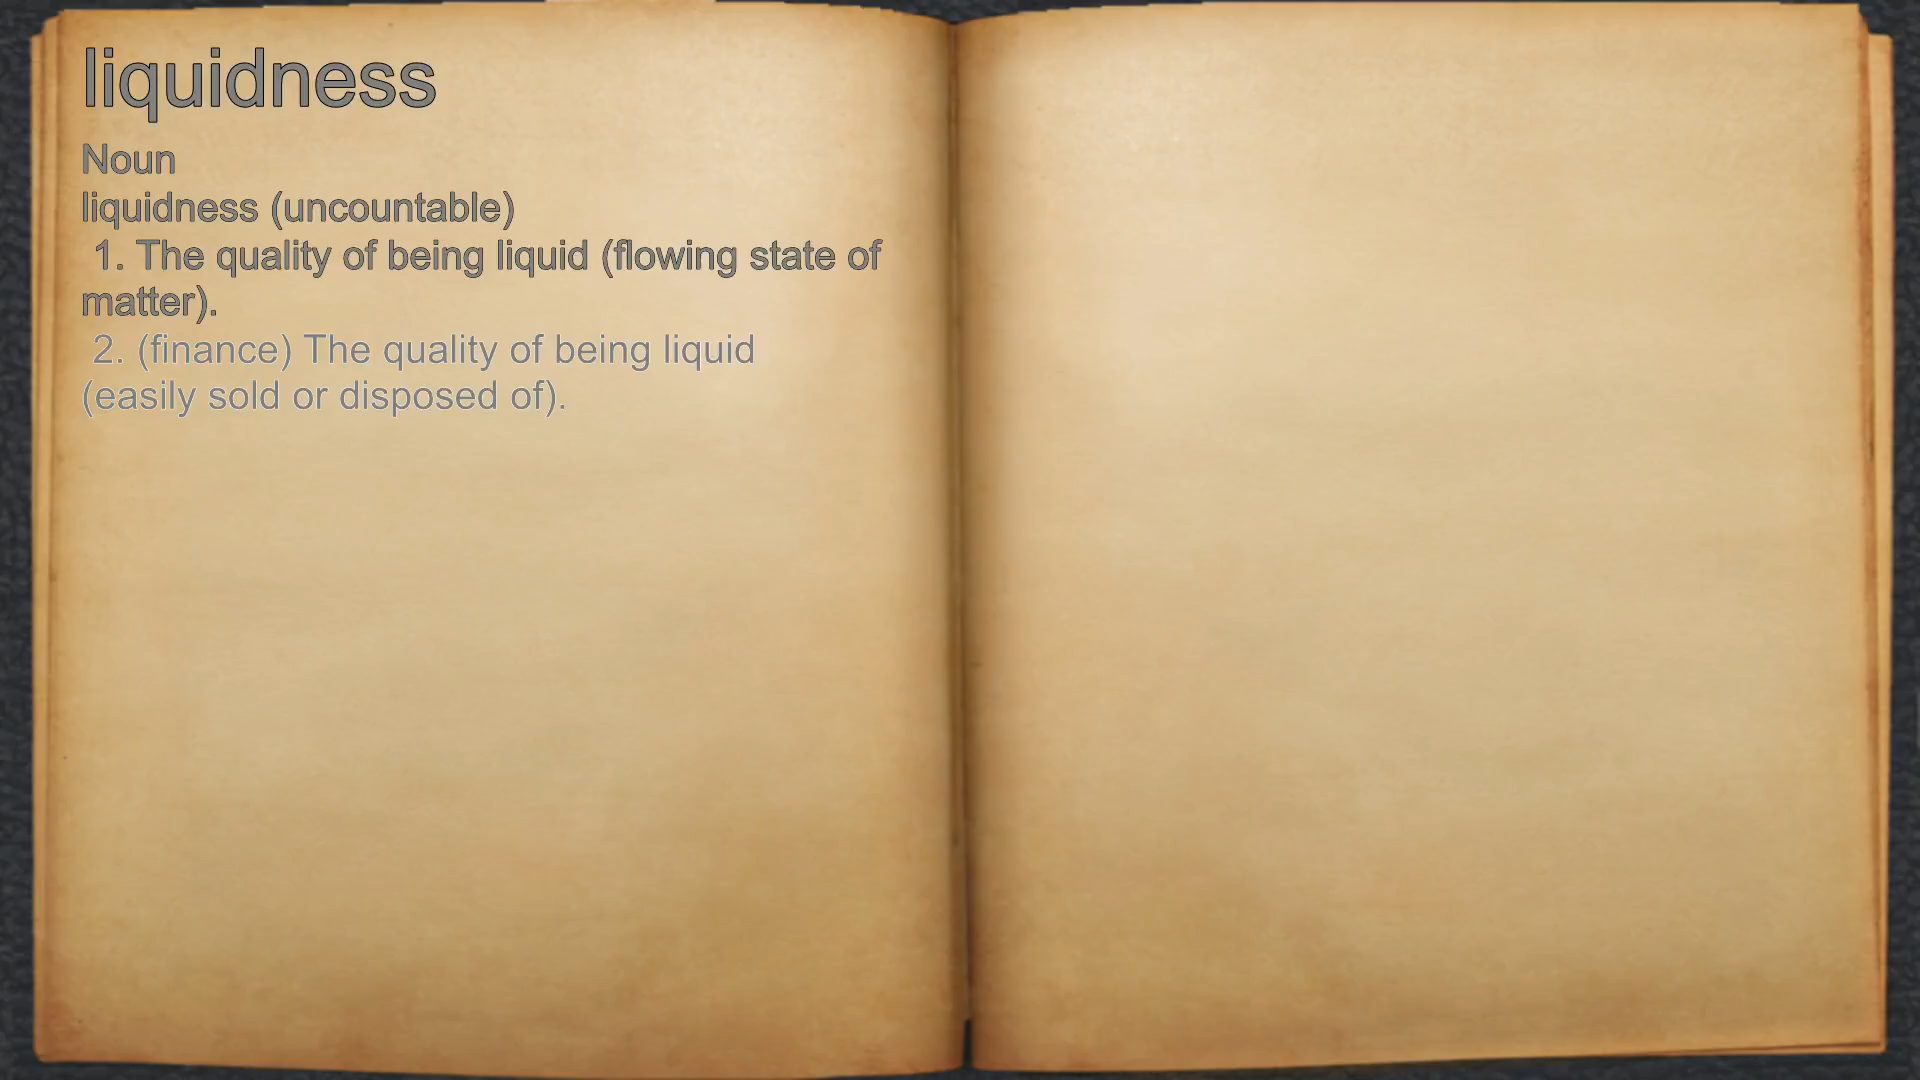 liquidness
Noun
liquidness (uncountable)
1. The quality of being liquid (flowing state of
matter).
2. (finance) The quality of being liquid
(easily sold or disposed of).